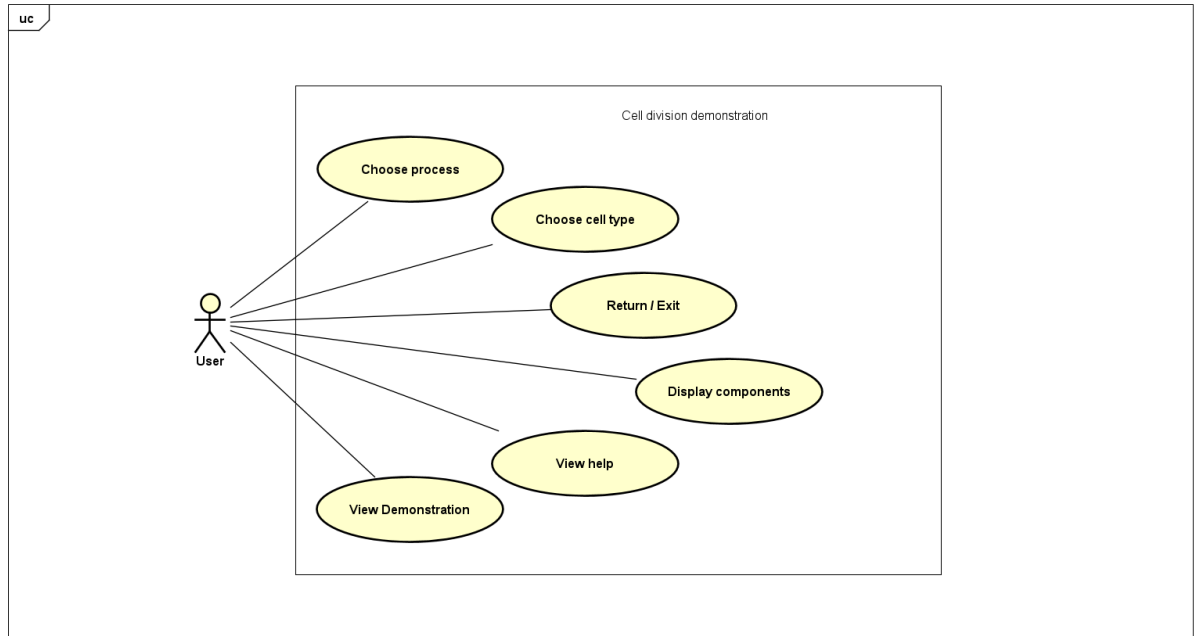 uc
Cell division demonstration
Choose process
Choose cell type
Return / Exit
User
Display components
View help
View Demonstration